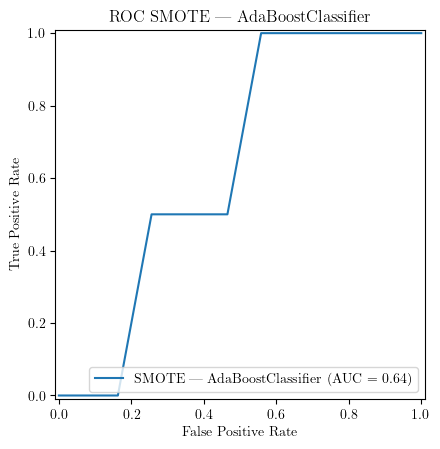 ROC SMOTE — AdaBoostClassifier
True Positive Rate
1.0
0.8
0.6
0.4
0.2
0.0
SMOTE — AdaBoostClassifier (AUC = 0.64)
0.0 0.2 0.4 0.6 0.8 1.0
False Positive Rate